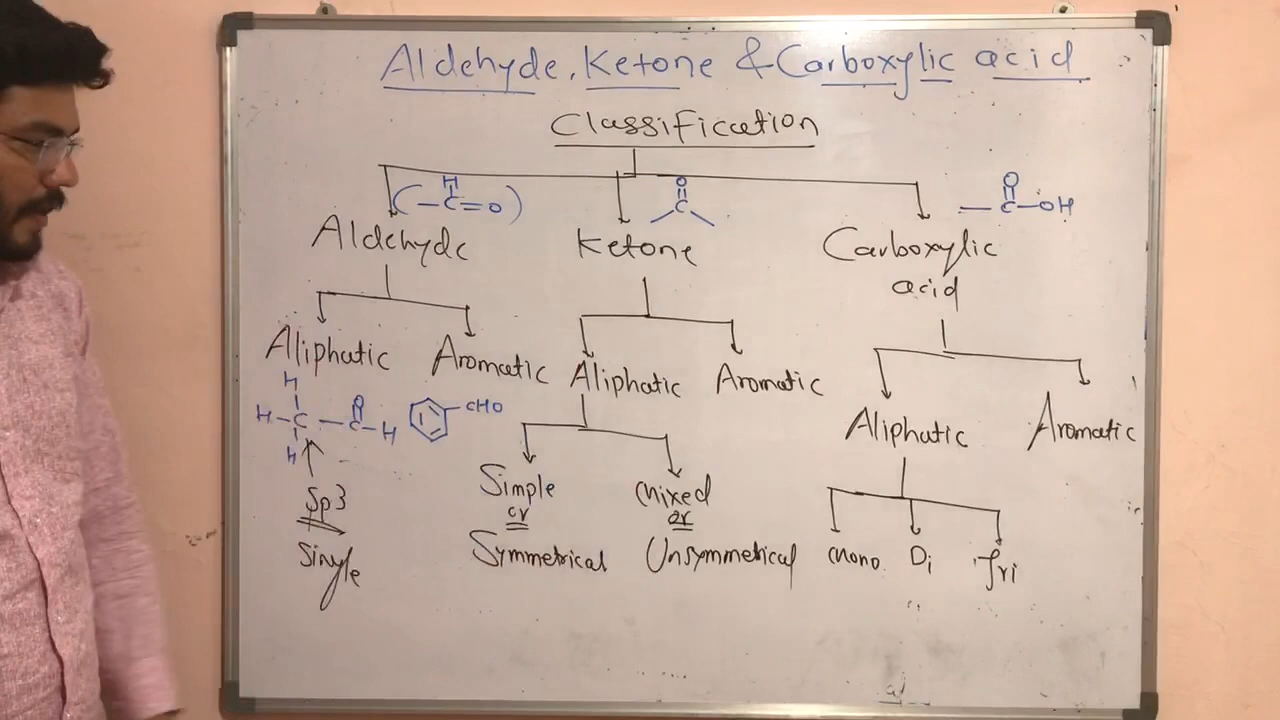 Aldehyde, Ketone & Carboxylic acid
Classification
(-C=O)
H
O
C
O
C-OH
Aldehyde
Ketone
Carboxylic
acid
Aliphatic
Aromatic
Aliphatic
Aromatic
Aliphatic
Aromatic
H
H-C-C-H
O
H
CHO
Sp3
Single
Simple
or
Symmetrical
Mixed
or
Unsymmetrical
Mono
Di
Tri